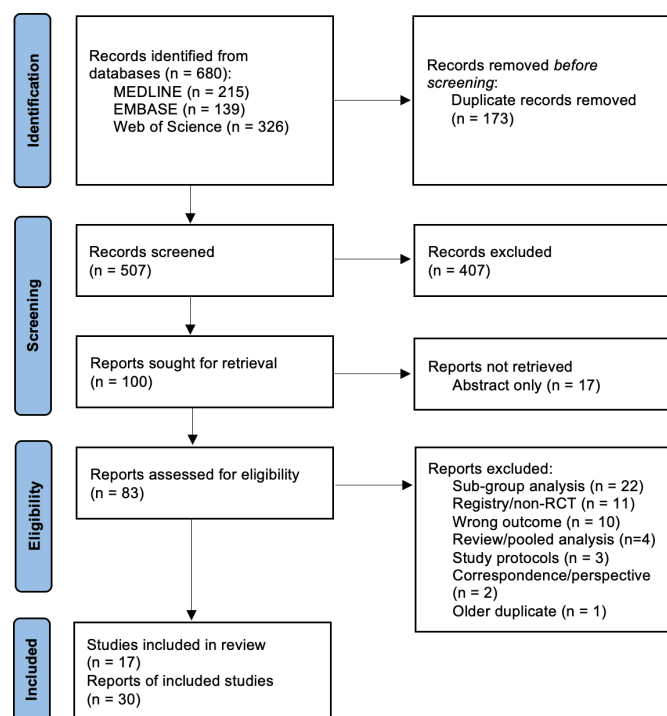 Identification
Records identified from
databases (n = 680):
MEDLINE (n = 215)
EMBASE (n = 139)
Web of Science (n = 326)
Records removed before
screening:
Duplicate records removed
(n = 173)
Screening
Records screened
(n = 507)
Records excluded
(n = 407)
Reports sought for retrieval
(n = 100)
Reports not retrieved
Abstract only (n = 17)
Eligibility
Reports assessed for eligibility
(n = 83)
Reports excluded:
Sub-group analysis (n = 22)
Registry/non-RCT (n = 11)
Wrong outcome (n = 10)
Review/pooled analysis (n=4)
Study protocols (n = 3)
Correspondence/perspective
(n = 2)
Older duplicate (n = 1)
Included
Studies included in review
(n = 17)
Reports of included studies
(n = 30)